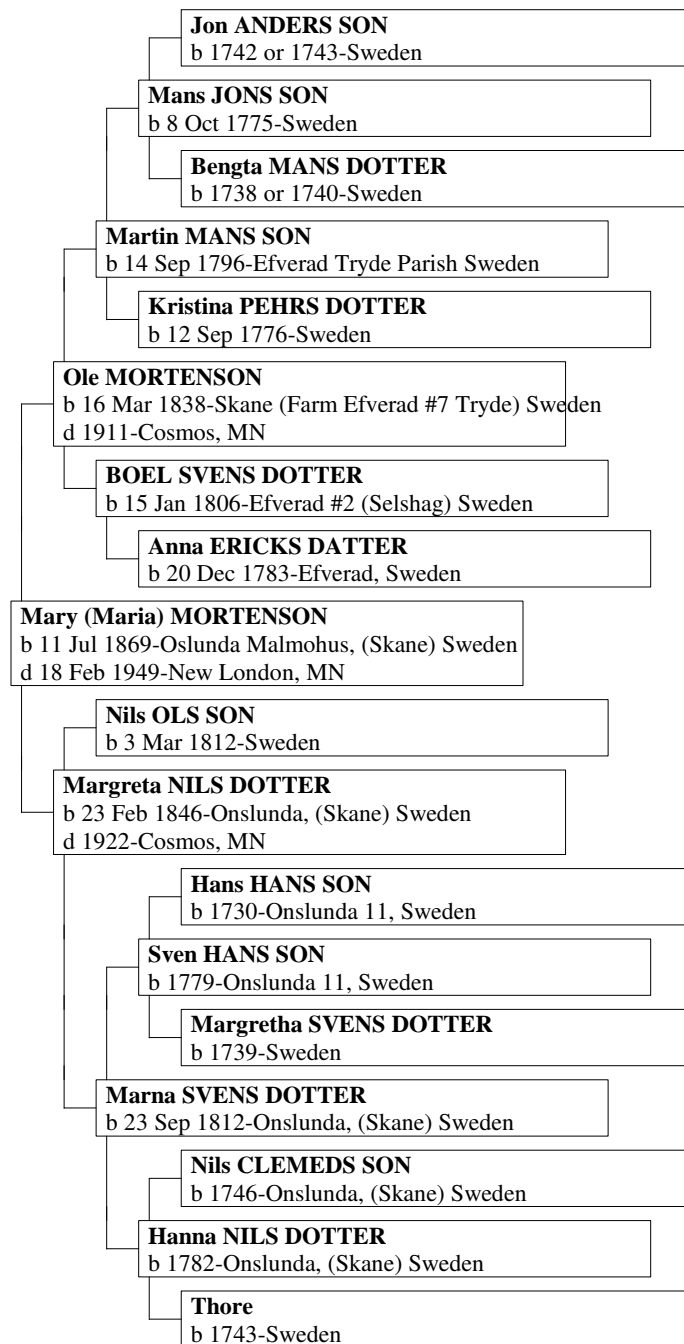 Jon ANDERS SON
b 1742 or 1743-Sweden
Mans JONS SON
b 8 Oct 1775-Sweden
Bengta MANS DOTTER
b 1738 or 1740-Sweden
Martin MANS SON
b 14 Sep 1796-Efverad Tryde Parish Sweden
Kristina PEHRS DOTTER
b 12 Sep 1776-Sweden
Ole MORTENSON
b 16 Mar 1838-Skane (Farm Efverad #7 Tryde) Sweden
d 1911-Cosmos, MN
BOEL SVENS DOTTER
b 15 Jan 1806-Efverad #2 (Selshag) Sweden
Anna ERICKS DATTER
b 20 Dec 1783-Efverad, Sweden
Mary (Maria) MORTENSON
b 11 Jul 1869-Oslunda Malmohus, (Skane) Sweden
d 18 Feb 1949-New London, MN
Nils OLS SON
b 3 Mar 1812-Sweden
Margreta NILS DOTTER
b 23 Feb 1846-Onslunda, (Skane) Sweden
d 1922-Cosmos, MN
Hans HANS SON
b 1730-Onslunda 11, Sweden
Sven HANS SON
b 1779-Onslunda 11, Sweden
Margretha SVENS DOTTER
b 1739-Sweden
Marna SVENS DOTTER
b 23 Sep 1812-Onslunda, (Skane) Sweden
Nils CLEMEDS SON
b 1746-Onslunda, (Skane) Sweden
Hanna NILS DOTTER
b 1782-Onslunda, (Skane) Sweden
Thore
b 1743-Sweden